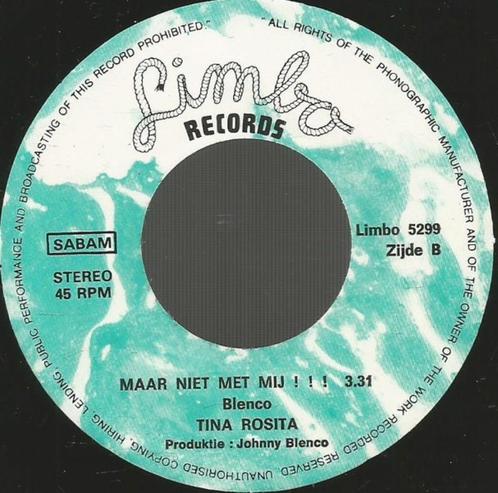 ALL RIGHTS OF THE PHONOGRAPHIC MANUFACTURER AND OF THE OWNER OF THE WORK RECORDED RESERVED. UNAUTHORISED COPYING, HIRING, LENDING, PUBLIC PERFORMANCE AND BROADCASTING OF THIS RECORD PROHIBITED
Limbo
RECORDS
SABAM
STEREO
45 RPM
Limbo 5299
Zijde B
MAAR NIET MET MIJ ! ! ! 3.31
Blenco
TINA ROSITA
Produktie : Johnny Blenco